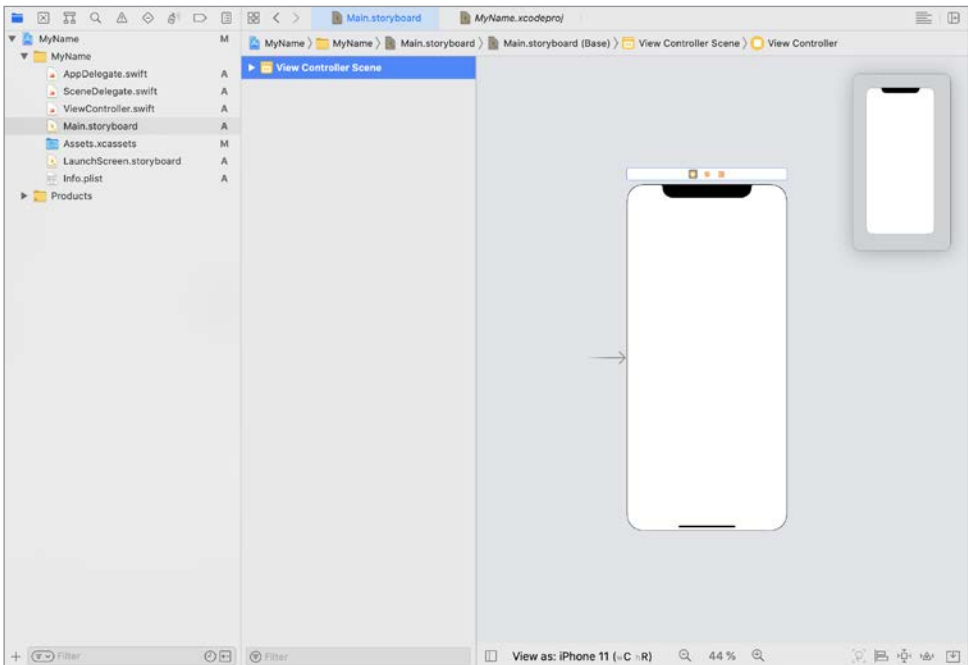 Main.storyboard
MyName.xcodeproj
MyName M
MyName
AppDelegate.swift A
SceneDelegate.swift A
ViewController.swift A
Main.storyboard A
Assets.xcassets M
LaunchScreen.storyboard A
Info.plist A
Products
Filter
MyName 〉 MyName 〉 Main.storyboard 〉 Main.storyboard (Base) 〉 View Controller Scene 〉 View Controller
View Controller Scene
Filter
View as: iPhone 11 (wC hR) 44 %